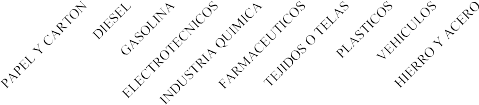 PAPEL Y CARTON
DIESEL
GASOLINA
ELECTROTECNICOS
INDUSTRIA QUIMICA
FARMACEUTICOS
TEJIDOS O TELAS
PLASTICOS
VEHICULOS
HIERRO Y ACERO